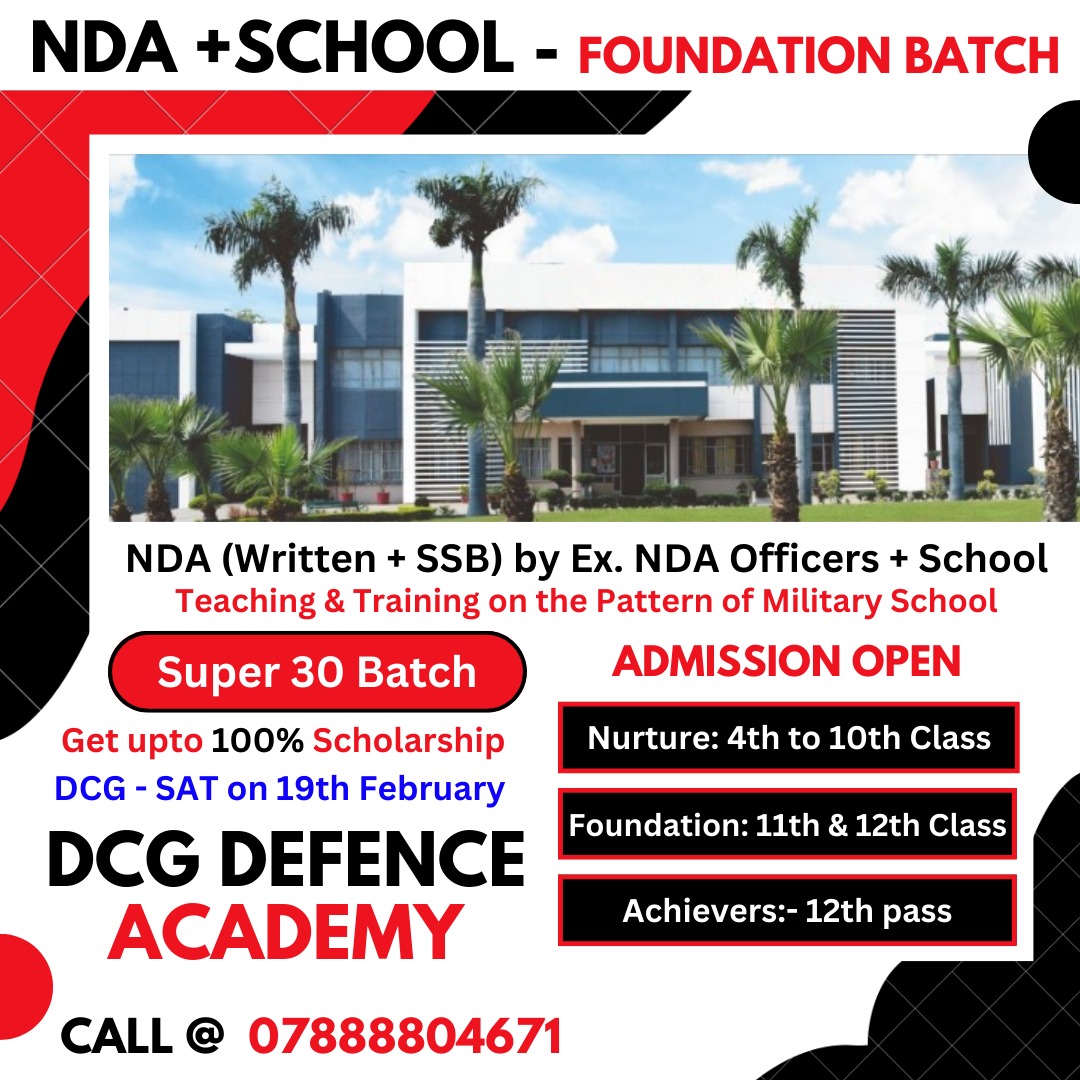 NDA +SCHOOL - FOUNDATION BATCH
NDA (Written + SSB) by Ex. NDA Officers + School
Teaching & Training on the Pattern of Military School
Super 30 Batch
Get upto 100% Scholarship
DCG - SAT on 19th February
DCG DEFENCE
ACADEMY
ADMISSION OPEN
Nurture: 4th to 10th Class
Foundation: 11th & 12th Class
Achievers:- 12th pass
CALL @ 07888804671